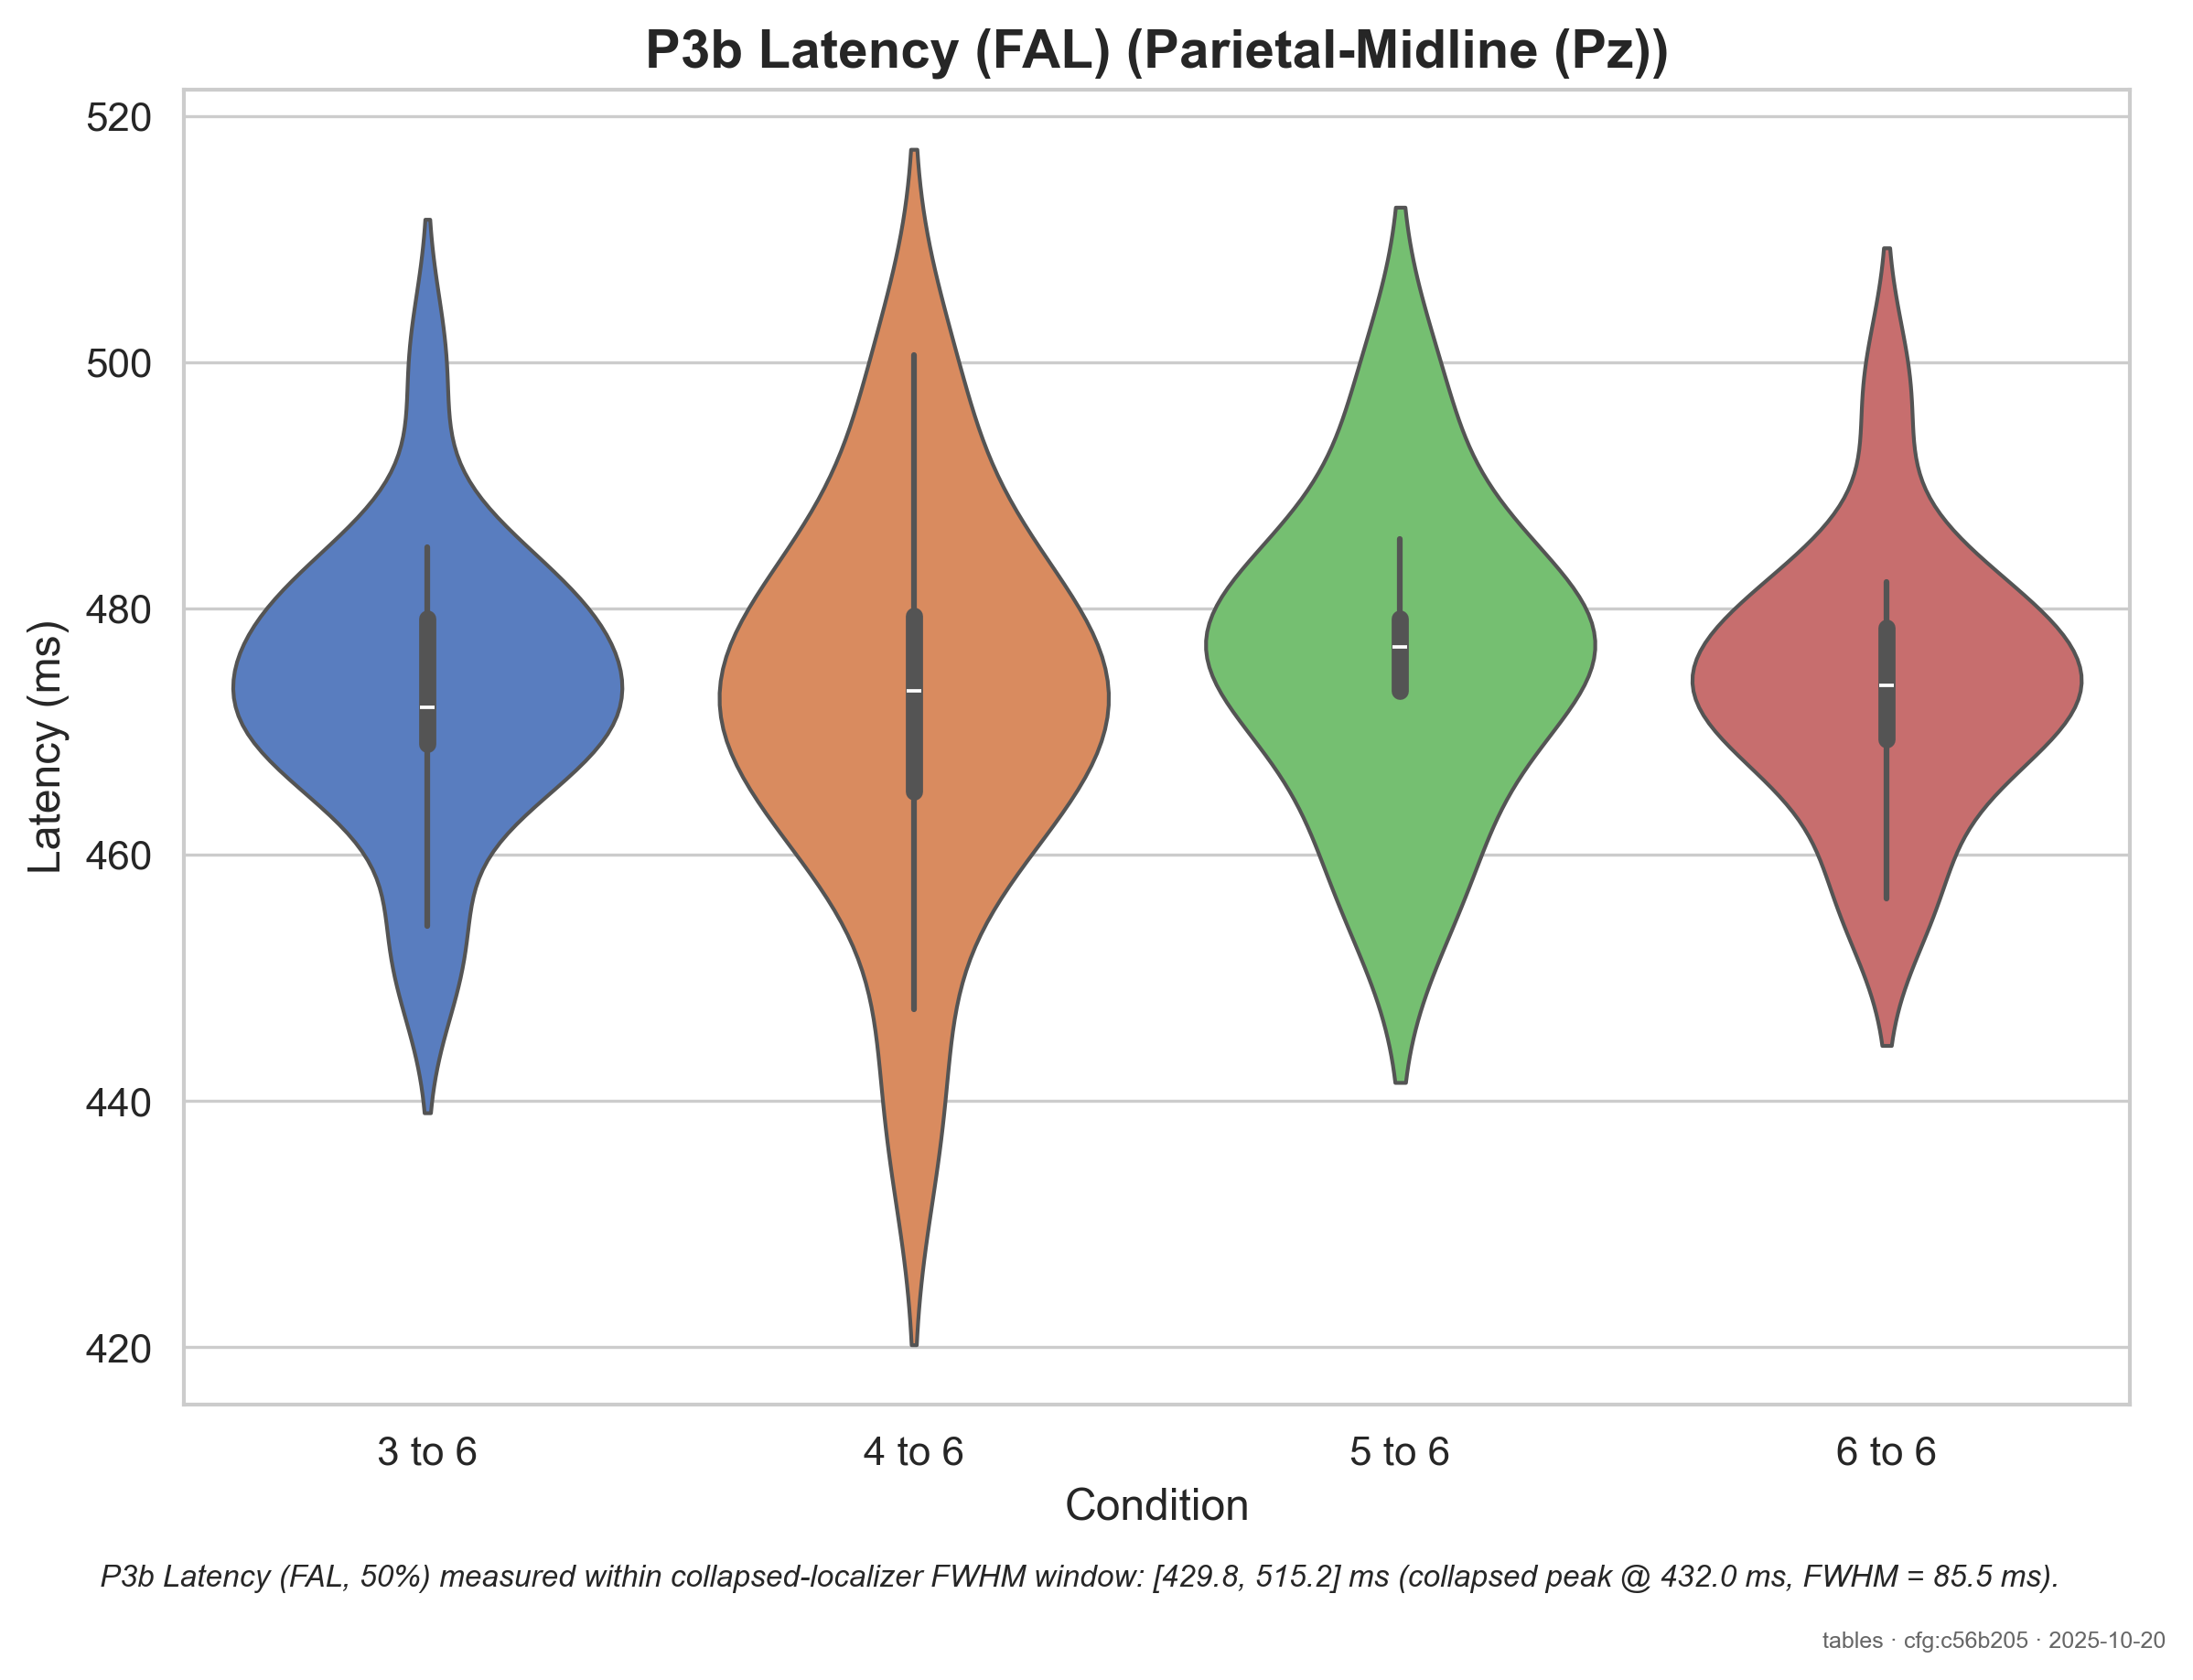 P3b Latency (FAL) (Parietal-Midline (Pz))
520
500
480
460
440
420
Latency (ms)
3 to 6
4 to 6
5 to 6
6 to 6
Condition
P3b Latency (FAL, 50%) measured within collapsed-localizer FWHM window: [429.8, 515.2] ms (collapsed peak @ 432.0 ms, FWHM = 85.5 ms).
tables · cfg:c56b205 · 2025-10-20